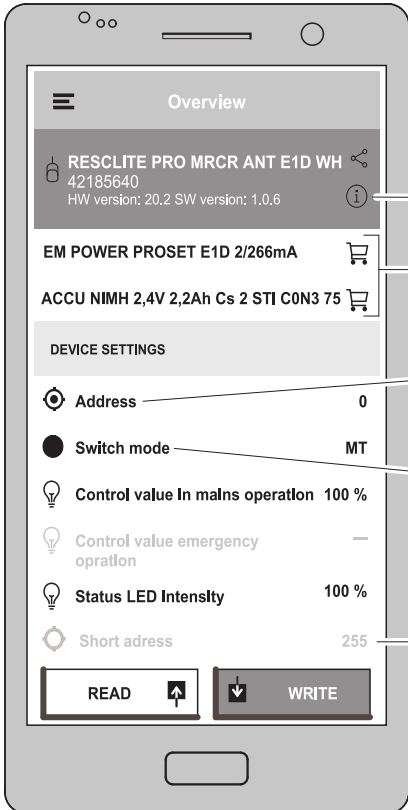 Overview
RESCLITE PRO MRCR ANT E1D WH
42185640
HW version: 20.2 SW version: 1.0.6
i
EM POWER PROSET E1D 2/266mA
ACCU NIMH 2,4V 2,2Ah Cs 2 STI C0N3 75
DEVICE SETTINGS
Address 0
Switch mode MT
Control value in mains operation 100 %
Control value emergency —
opration
Status LED Intensity 100 %
Short adress 255
READ WRITE